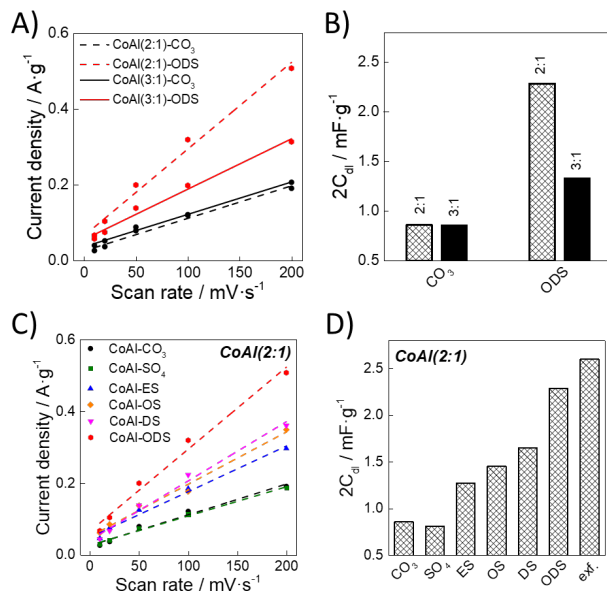 A)
CoAl(2:1)-CO₃
CoAl(2:1)-ODS
CoAl(3:1)-CO₃
CoAl(3:1)-ODS
Current density / A·g⁻¹
0.6
0.4
0.2
0.0
0
50
100
150
200
Scan rate / mV·s⁻¹
B)
2C_dl / mF·g⁻¹
2.5
2.0
1.5
1.0
0.5
2:1
3:1
2:1
3:1
CO₃
ODS
C)
CoAl-CO₃
CoAl-SO₄
CoAl-ES
CoAl-OS
CoAl-DS
CoAl-ODS
CoAl(2:1)
Current density / A·g⁻¹
0.6
0.4
0.2
0.0
0
50
100
150
200
Scan rate / mV·s⁻¹
D)
CoAl(2:1)
2C_dl / mF·g⁻¹
2.5
2.0
1.5
1.0
0.5
CO₃
SO₄
ES
OS
DS
ODS
exf.